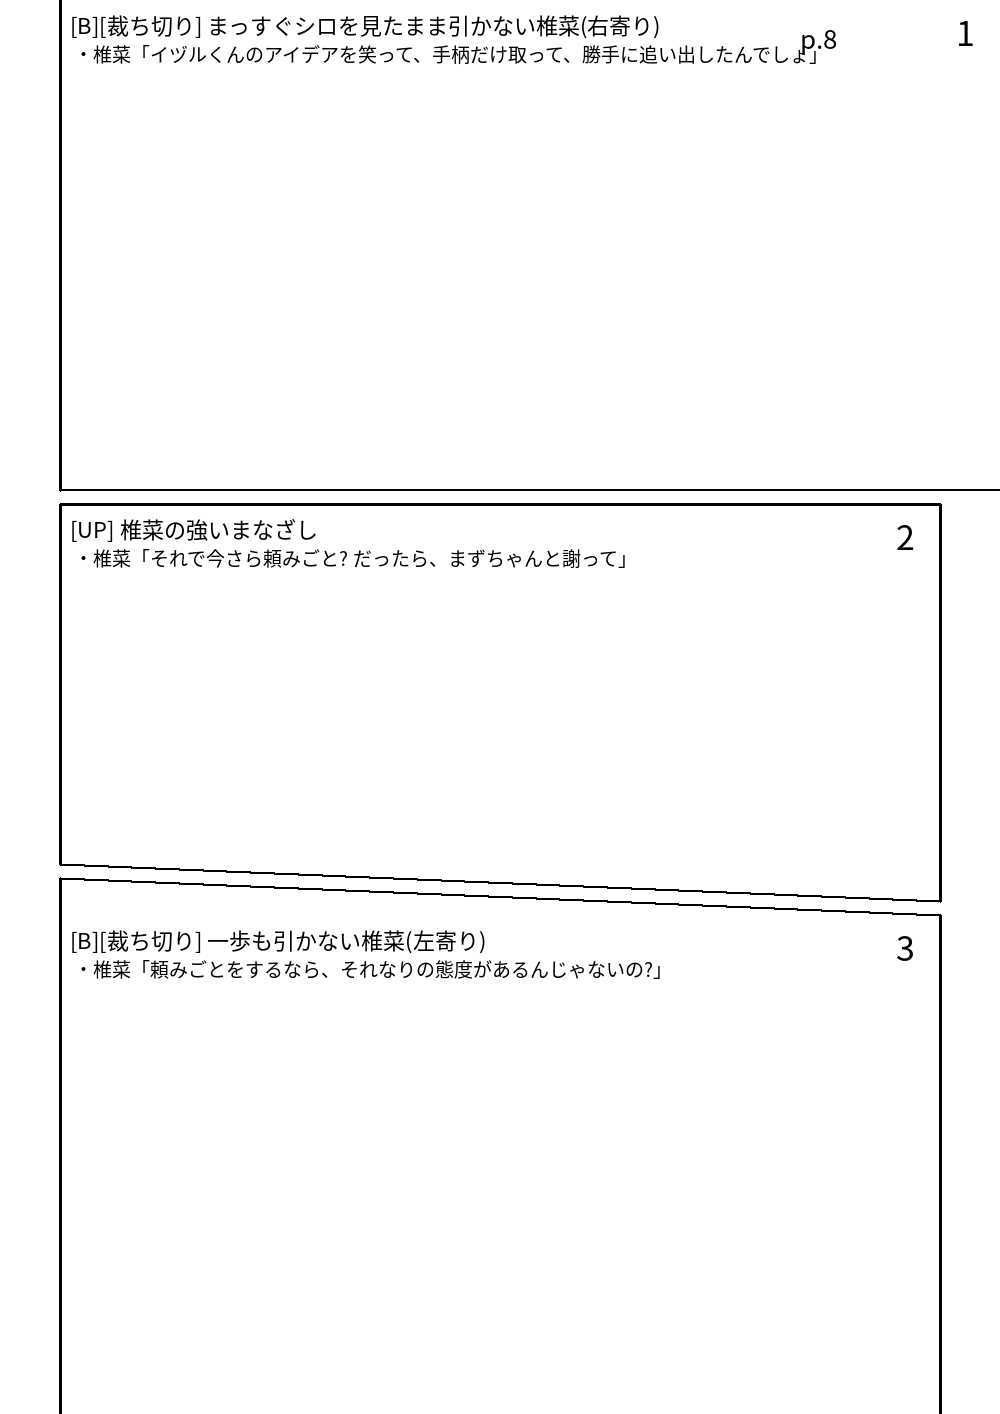 [B][裁ち切り] まっすぐシロを見たまま引かない椎菜(右寄り)
・椎菜「イヅルくんのアイデアを笑って、手柄だけ取って、勝手に追い出したんでしょ」
p.8
1
[UP] 椎菜の強いまなざし
・椎菜「それで今さら頼みごと? だったら、まずちゃんと謝って」
2
[B][裁ち切り] 一歩も引かない椎菜(左寄り)
・椎菜「頼みごとをするなら、それなりの態度があるんじゃないの?」
3